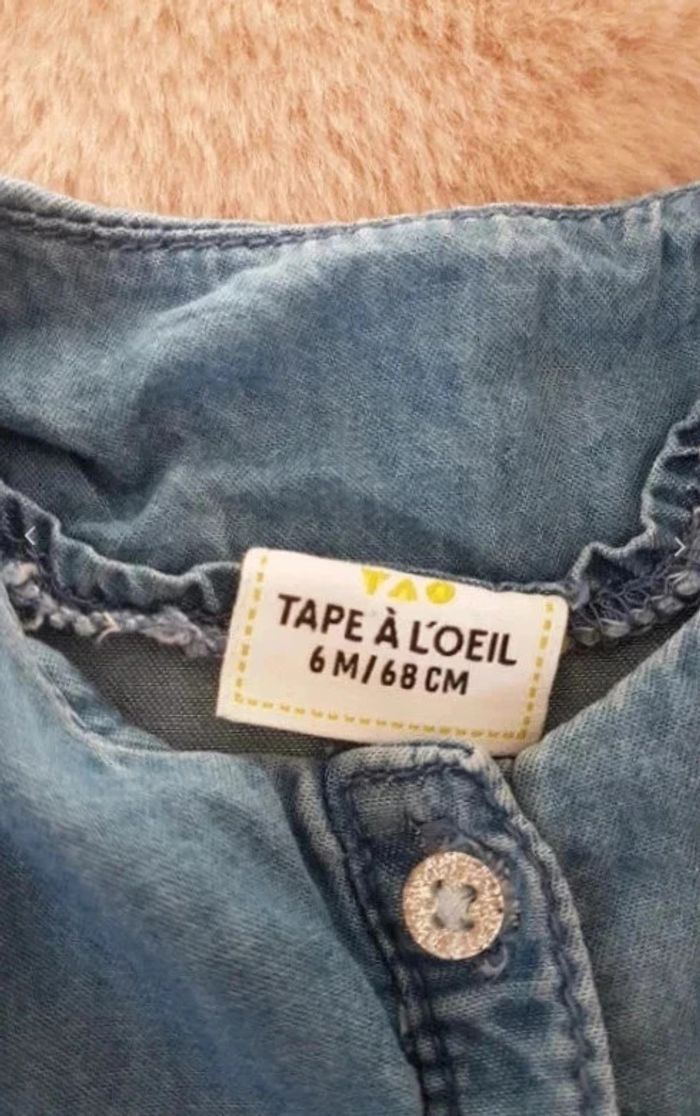 TAO
TAPE À L'OEIL
6 M/68 CM